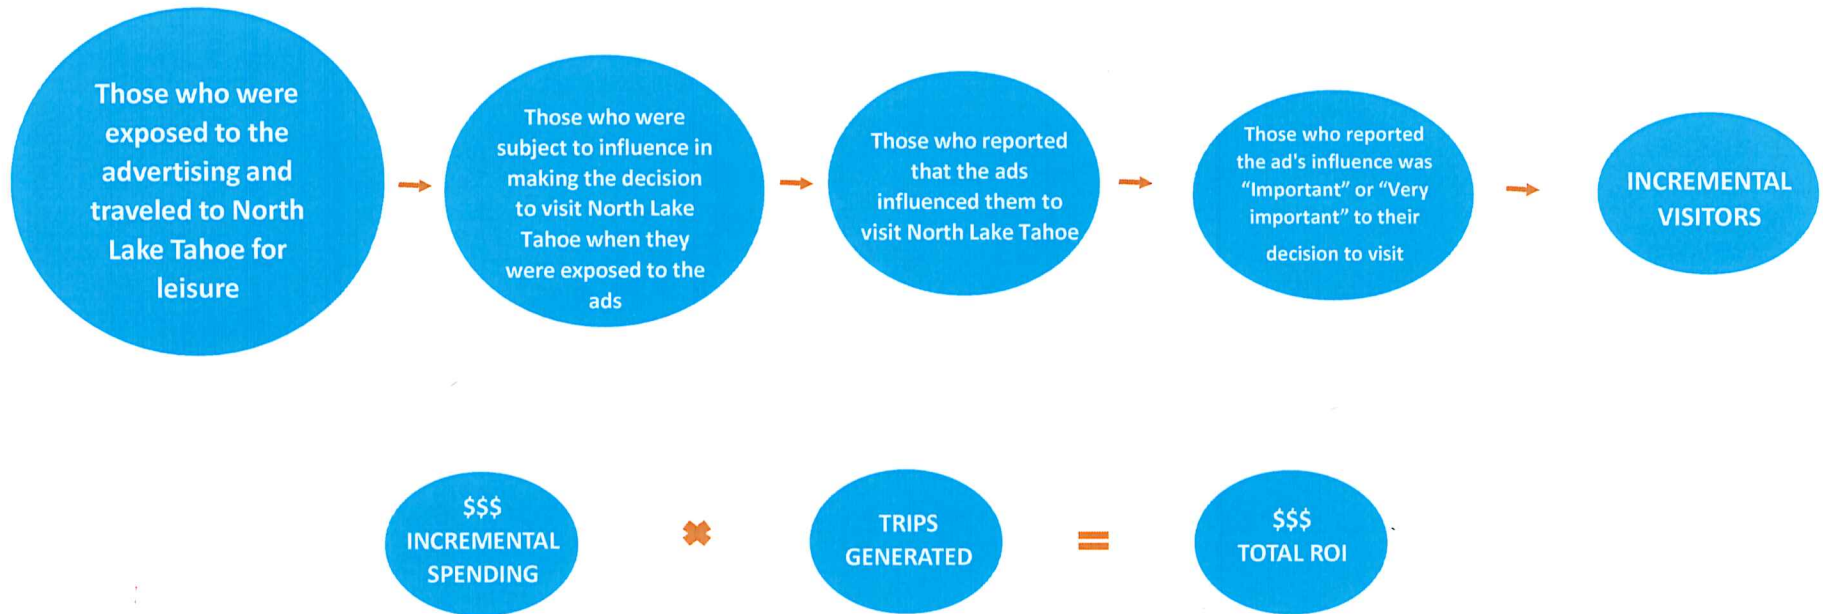 Those who were
exposed to the
advertising and
traveled to North
Lake Tahoe for
leisure
Those who were
subject to influence in
making the decision
to visit North Lake
Tahoe when they
were exposed to the
ads
Those who reported
that the ads
influenced them to
visit North Lake Tahoe
Those who reported
the ad's influence was
“Important” or “Very
important” to their
decision to visit
INCREMENTAL
VISITORS
$$$
INCREMENTAL
SPENDING
TRIPS
GENERATED
=
$$$
TOTAL ROI